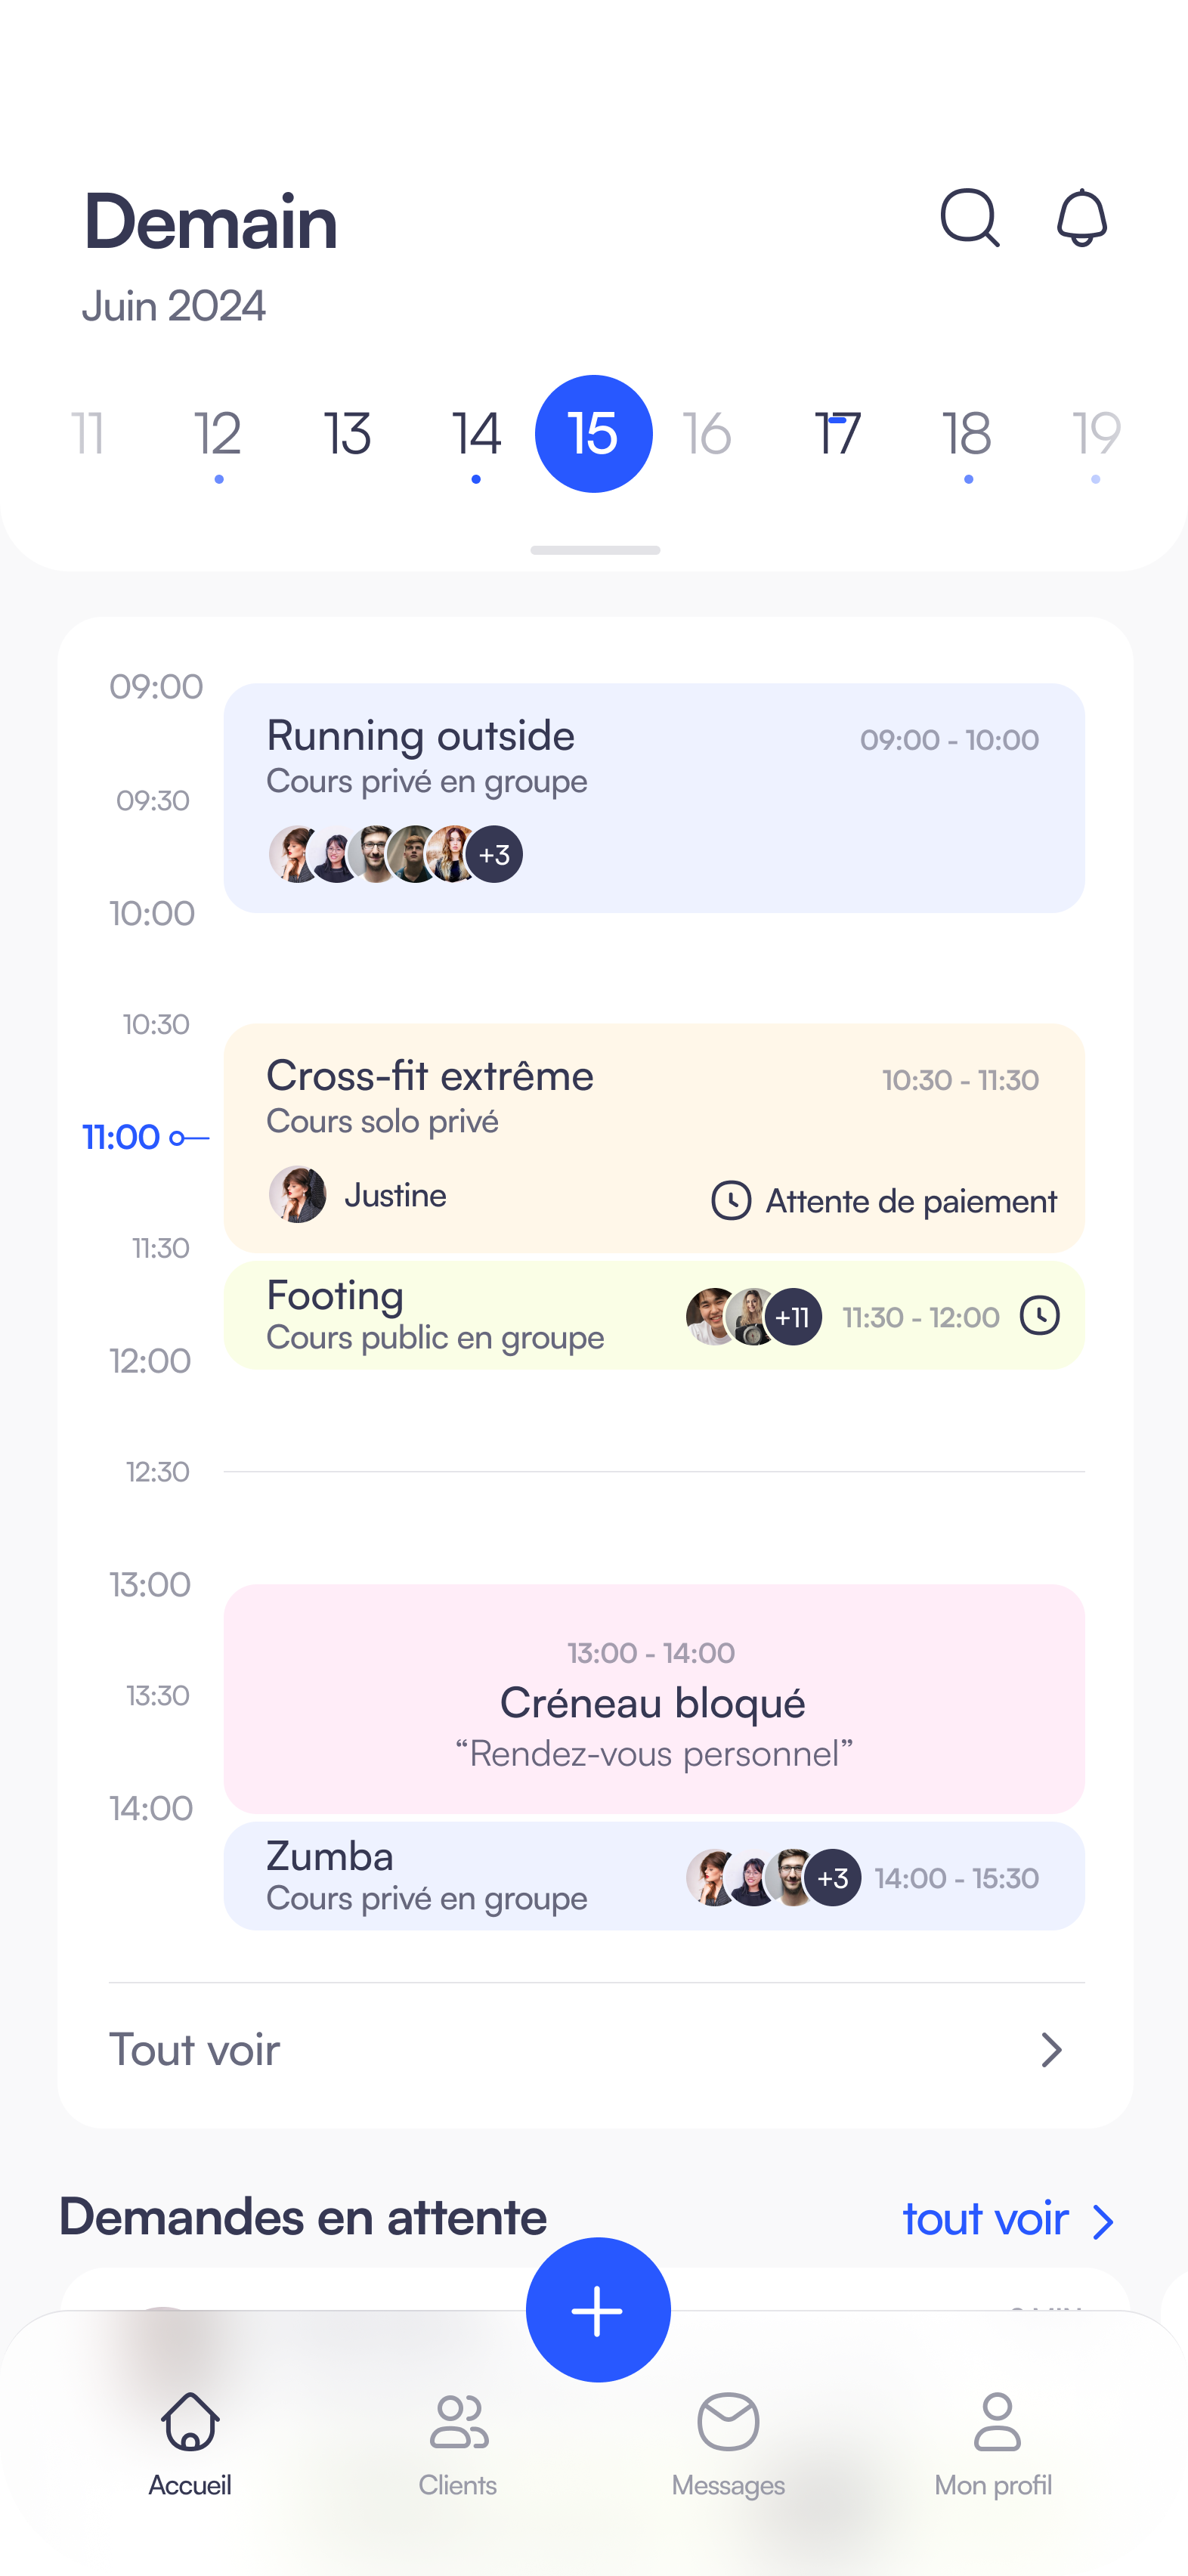 Demain
Juin 2024
11 12 13 14 15 16 17 18 19
09:00
Running outside
09:00 - 10:00
Cours privé en groupe
09:30
+3
10:00
10:30
Cross-fit extrême
10:30 - 11:30
Cours solo privé
11:00
Justine
Attente de paiement
11:30
Footing
Cours public en groupe
+11
11:30 - 12:00
12:00
12:30
13:00
13:00 - 14:00
Créneau bloqué
“Rendez-vous personnel”
13:30
14:00
Zumba
Cours privé en groupe
+3
14:00 - 15:30
Tout voir
Demandes en attente
tout voir
Accueil
Clients
Messages
Mon profil